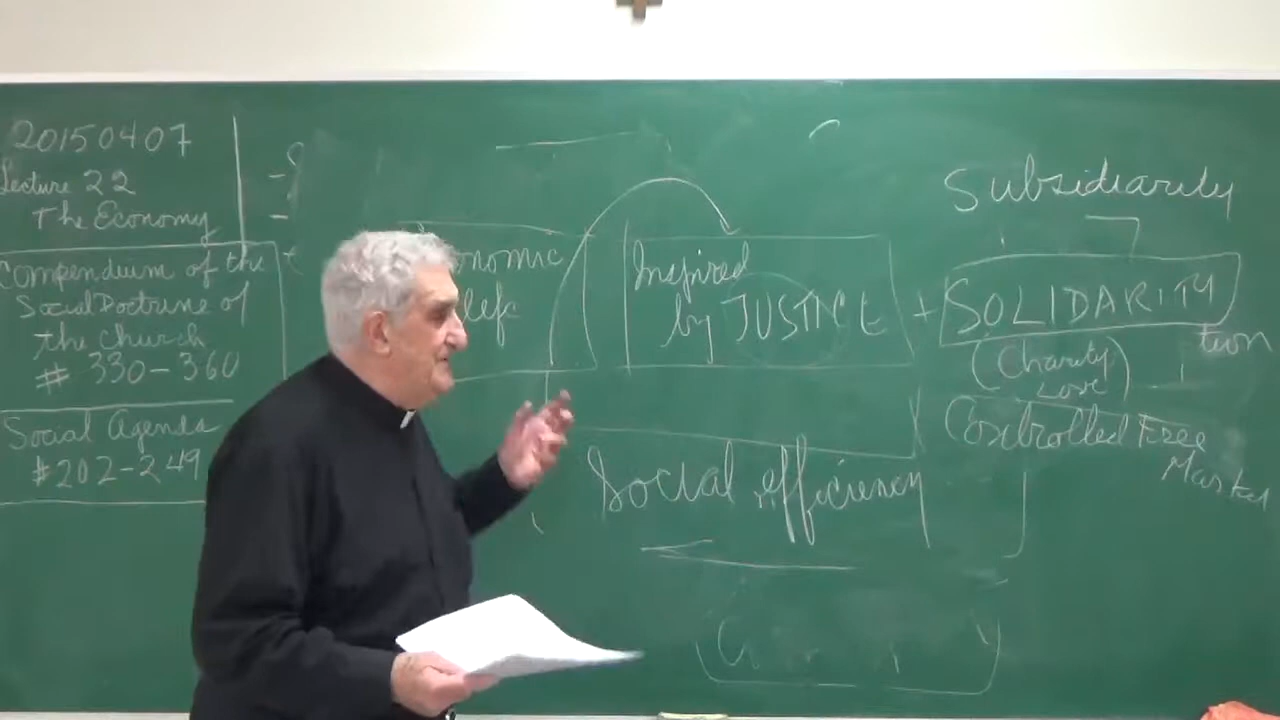 20150407
Lecture 22
The Economy
Compendium of the
Social Doctrine of
the Church
# 330-360
Social Agenda
#202-249
Inspired
by JUSTICE
+
Subsidiarity
SOLIDARITY
tion
(Charity
Love)
Controlled Free
Market
Social efficiency